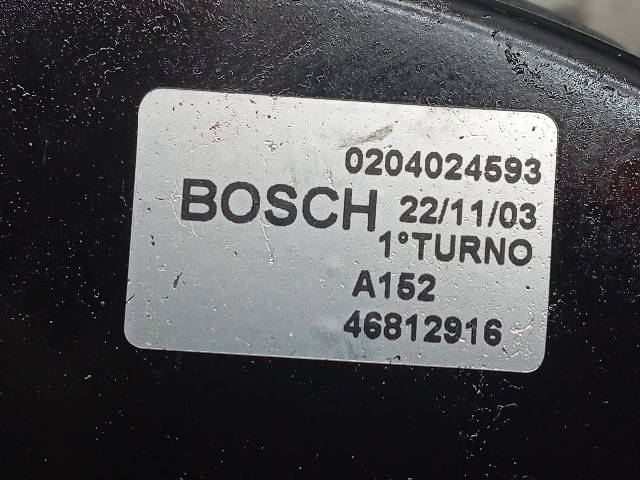 0204024593
BOSCH 22/11/03
1°TURNO
A152
46812916